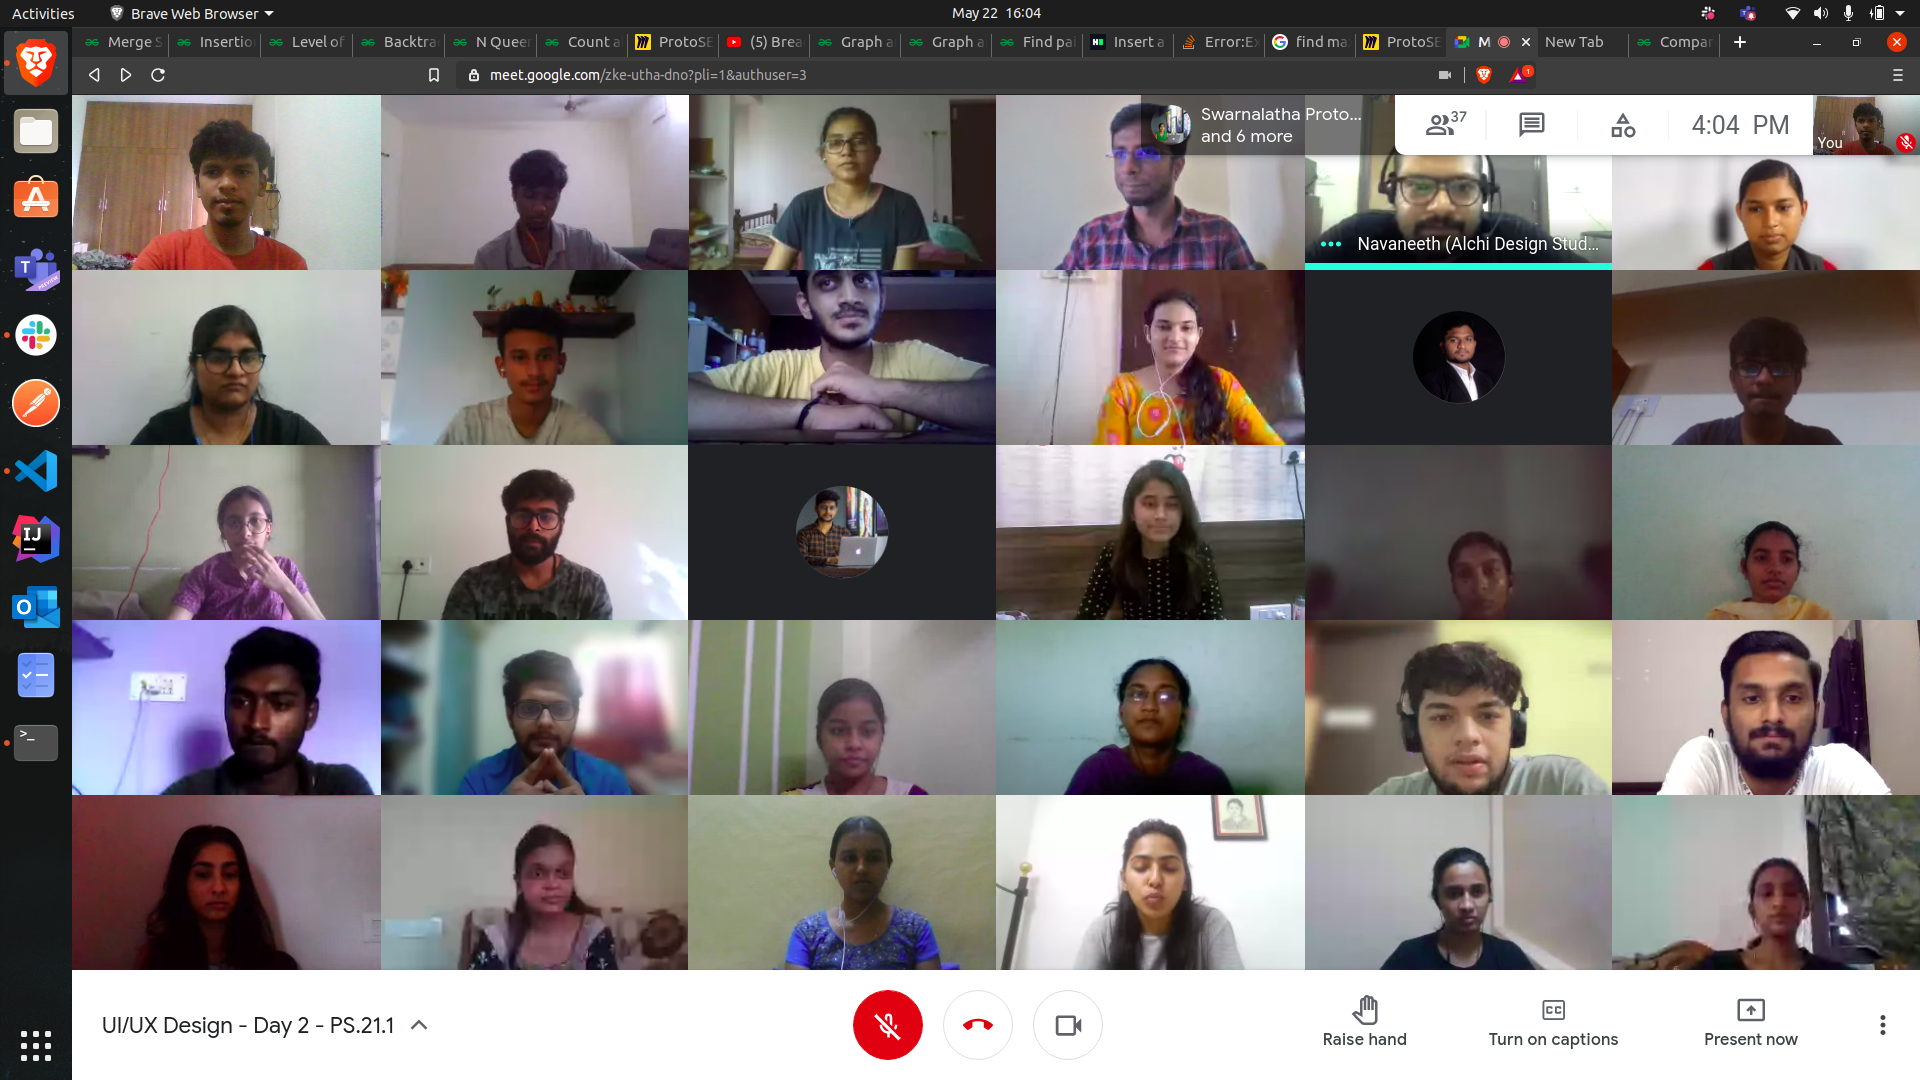 Activities
Brave Web Browser
May 22 16:04
Merge S
Insertio
Level of
Backtra
N Queen
Count a
ProtoSE
(5) Brea
Graph a
Graph a
Find pai
Insert a
Error:Ex
find ma
ProtoSE
M
New Tab
Compar
meet.google.com/zke-utha-dno?pli=1&authuser=3
1
Swarnalatha Proto...
and 6 more
37
4:04 PM
You
Navaneeth (Alchi Design Stud...
UI/UX Design - Day 2 - PS.21.1
Raise hand
Turn on captions
Present now